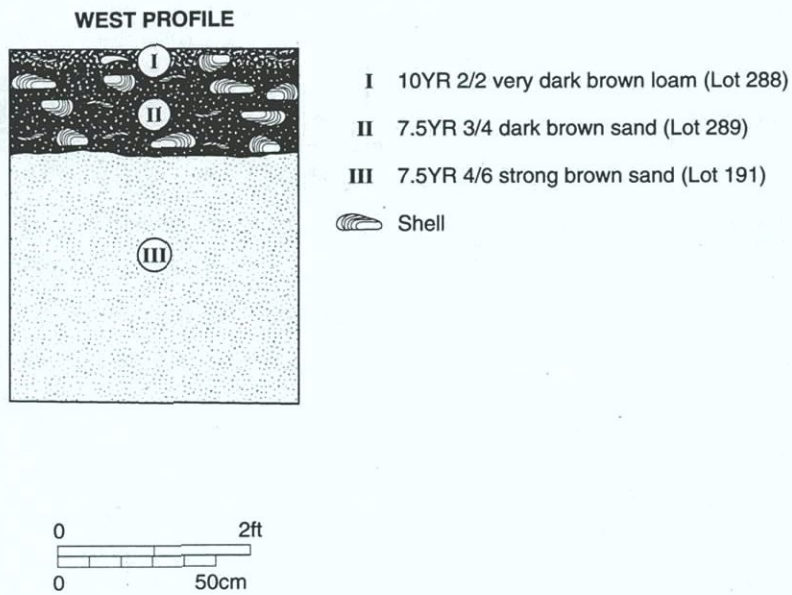 WEST PROFILE
I
II
III
I 10YR 2/2 very dark brown loam (Lot 288)
II 7.5YR 3/4 dark brown sand (Lot 289)
III 7.5YR 4/6 strong brown sand (Lot 191)
Shell
0 2ft
0 50cm